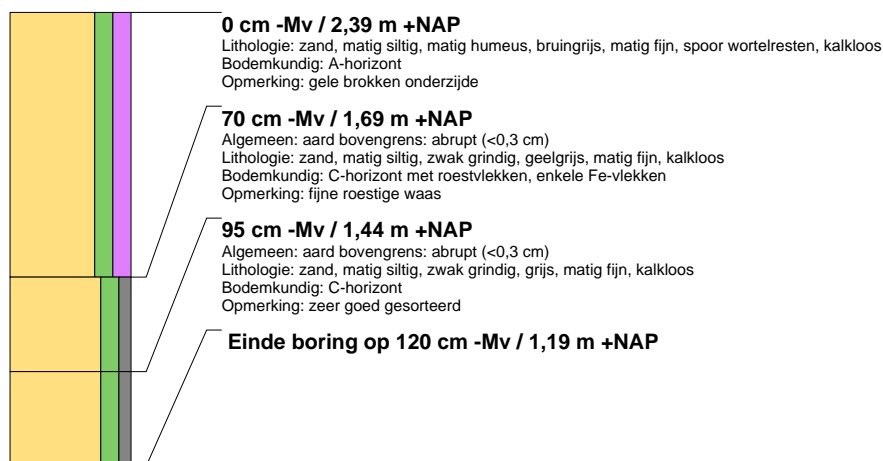 0 cm -Mv / 2,39 m +NAP
Lithologie: zand, matig siltig, matig humeus, bruingrijs, matig fijn, spoor wortelresten, kalkloos
Bodemkundig: A-horizont
Opmerking: gele brokken onderzijde
70 cm -Mv / 1,69 m +NAP
Algemeen: aard bovengrens: abrupt (<0,3 cm)
Lithologie: zand, matig siltig, zwak grindig, geelgrijs, matig fijn, kalkloos
Bodemkundig: C-horizont met roestvlekken, enkele Fe-vlekken
Opmerking: fijne roestige waas
95 cm -Mv / 1,44 m +NAP
Algemeen: aard bovengrens: abrupt (<0,3 cm)
Lithologie: zand, matig siltig, zwak grindig, grijs, matig fijn, kalkloos
Bodemkundig: C-horizont
Opmerking: zeer goed gesorteerd
Einde boring op 120 cm -Mv / 1,19 m +NAP